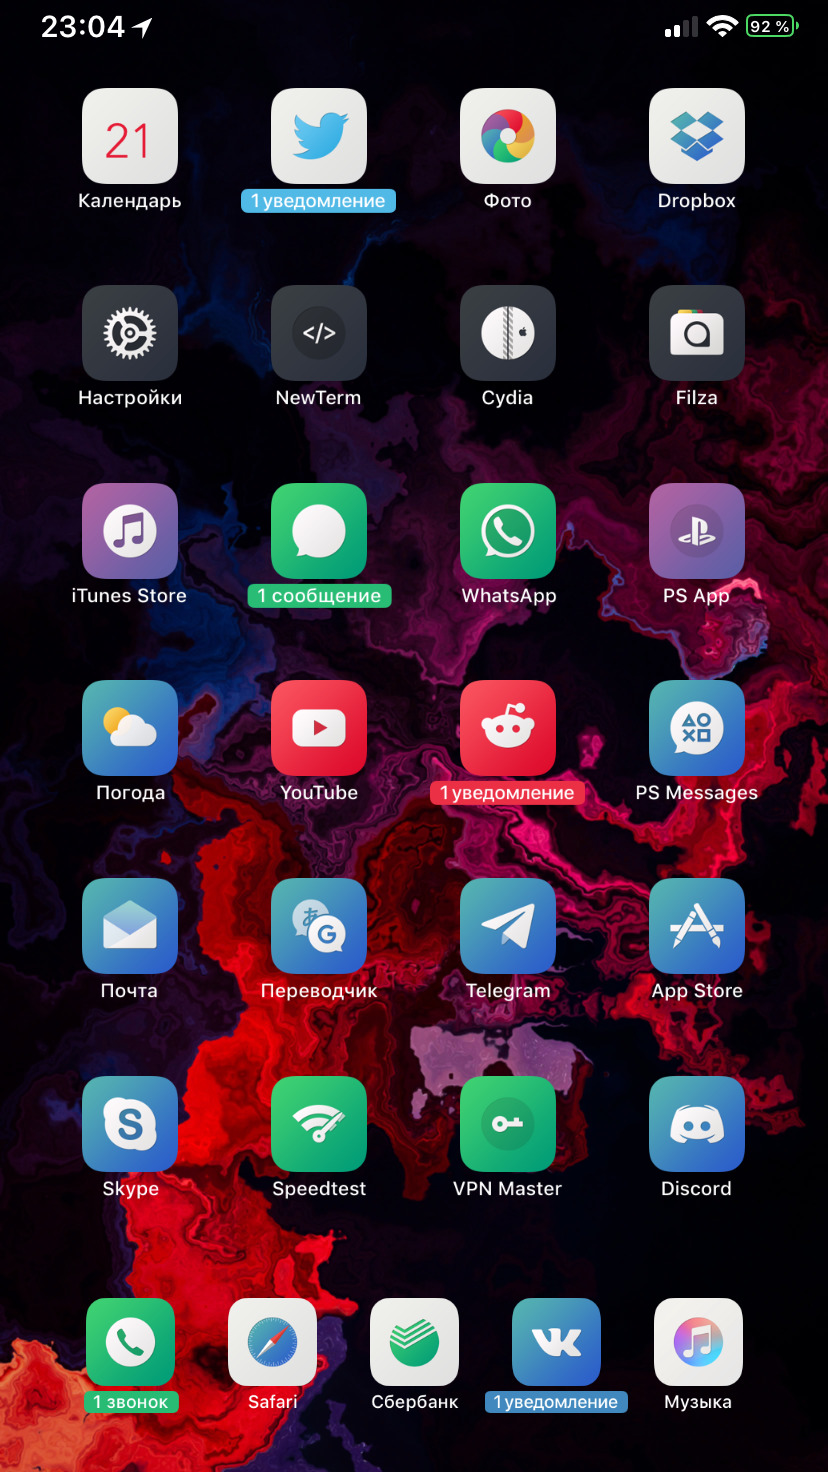 23:04
92 %
21
Календарь
1 уведомление
Фото
Dropbox
Настройки
</>
NewTerm
Cydia
Filza
iTunes Store
1 сообщение
WhatsApp
PS App
Погода
YouTube
1 уведомление
PS Messages
Почта
あ G
Переводчик
Telegram
App Store
S
Skype
Speedtest
VPN Master
Discord
1 звонок
Safari
Сбербанк
VK
1 уведомление
Музыка